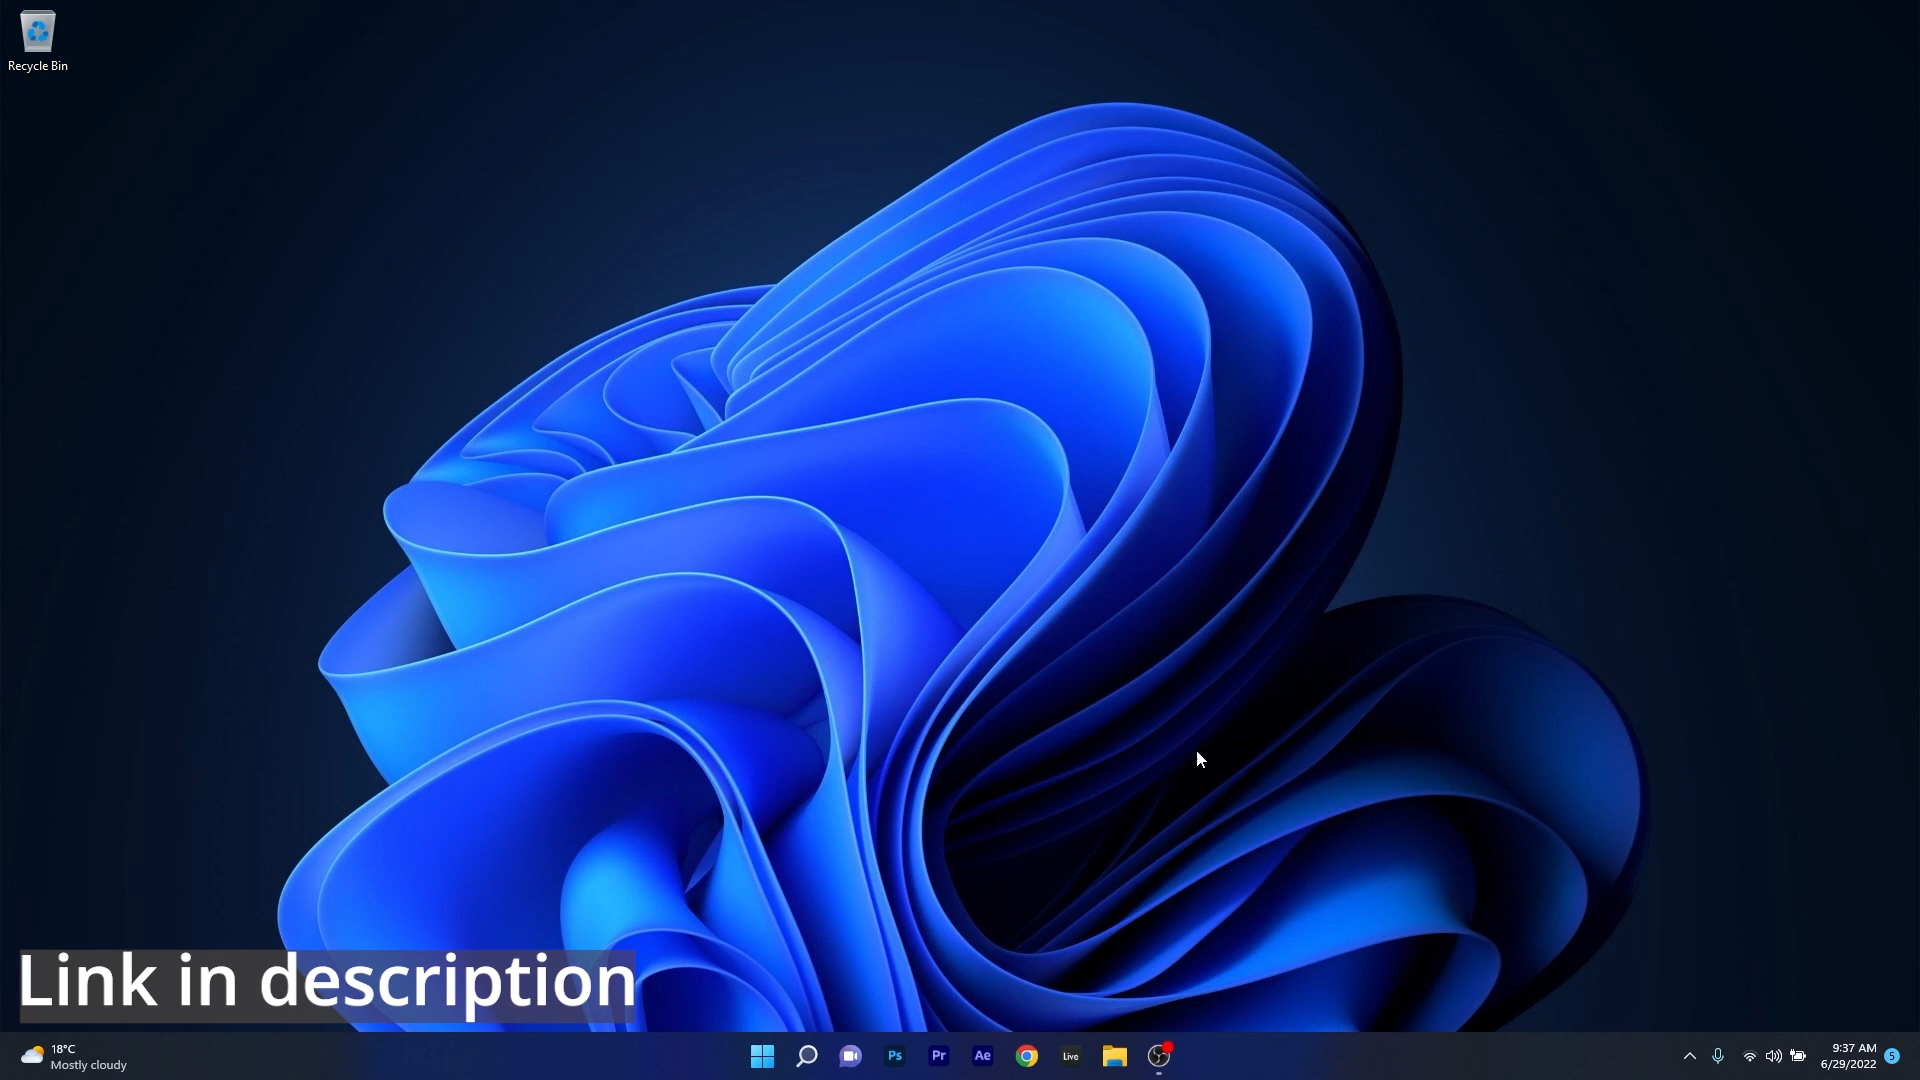 Recycle Bin
Link in description
18°C
Mostly cloudy
Ps
Pr
Ae
Live
9:37 AM
6/29/2022
5